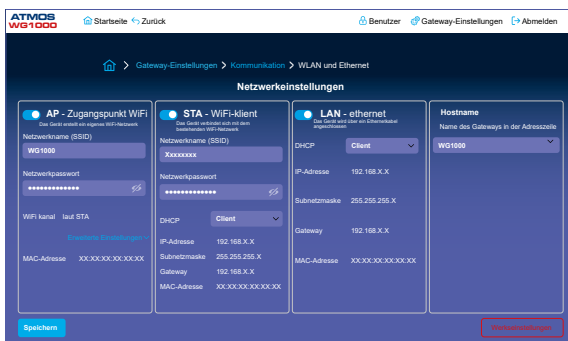 ATMOS
WG1000
Startseite Zurück
Benutzer Gateway-Einstellungen Abmelden
Gateway-Einstellungen > Kommunikation > WLAN und Ethernet
Netzwerkeinstellungen
AP - Zugangspunkt WiFi
Das Gerät erstellt ein eigenes WiFi-Netzwerk
Netzwerkname (SSID)
WG1000
Netzwerkpasswort
•••••••••••••
WiFi kanal laut STA
Erweiterte Einstellungen
MAC-Adresse XX:XX:XX:XX:XX:XX
STA - WiFi-klient
Das Gerät verbindet sich mit dem
bestehenden WiFi-Netzwerk
Netzwerkname (SSID)
Xxxxxxxx
Netzwerkpasswort
•••••••••••••
DHCP Client
IP-Adresse 192.168.X.X
Subnetzmaske 255.255.255.X
Gateway 192.168.X.X
MAC-Adresse XX:XX:XX:XX:XX:XX
LAN - ethernet
Das Gerät wird über ein Ethernetkabel
angeschlossen
DHCP Client
IP-Adresse 192.168.X.X
Subnetzmaske 255.255.255.X
Gateway 192.168.X.X
MAC-Adresse XX:XX:XX:XX:XX:XX
Hostname
Name des Gateways in der Adresszeile
WG1000
Speichern